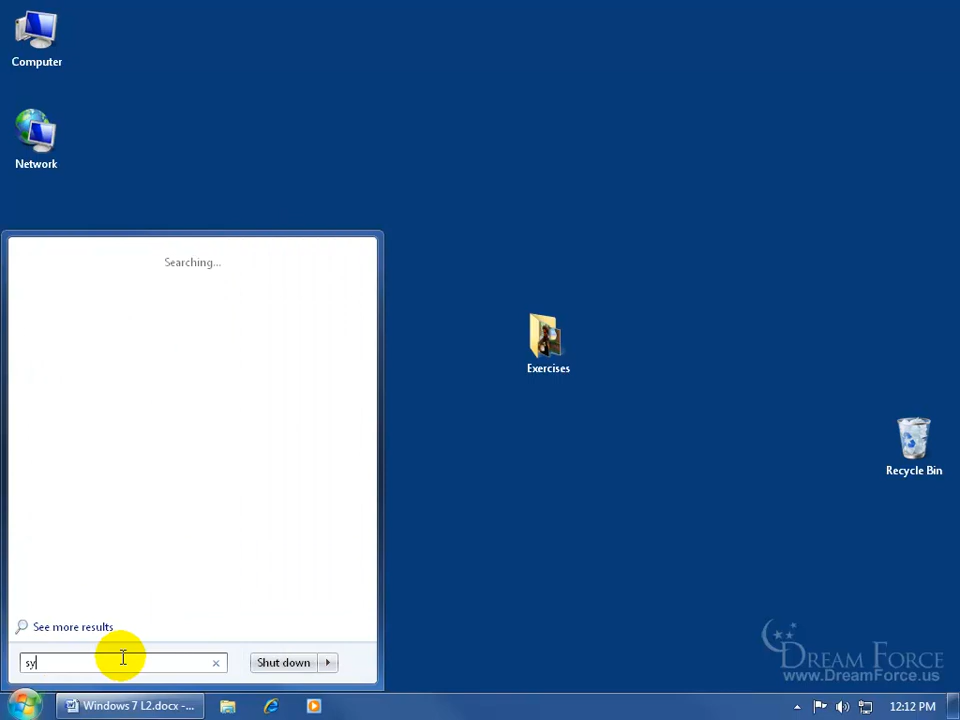 Computer
Network
Searching...
Exercises
Recycle Bin
See more results
sy
Shut down
DREAM FORCE
www.DreamForce.us
Windows 7 L2.docx -...
12:12 PM